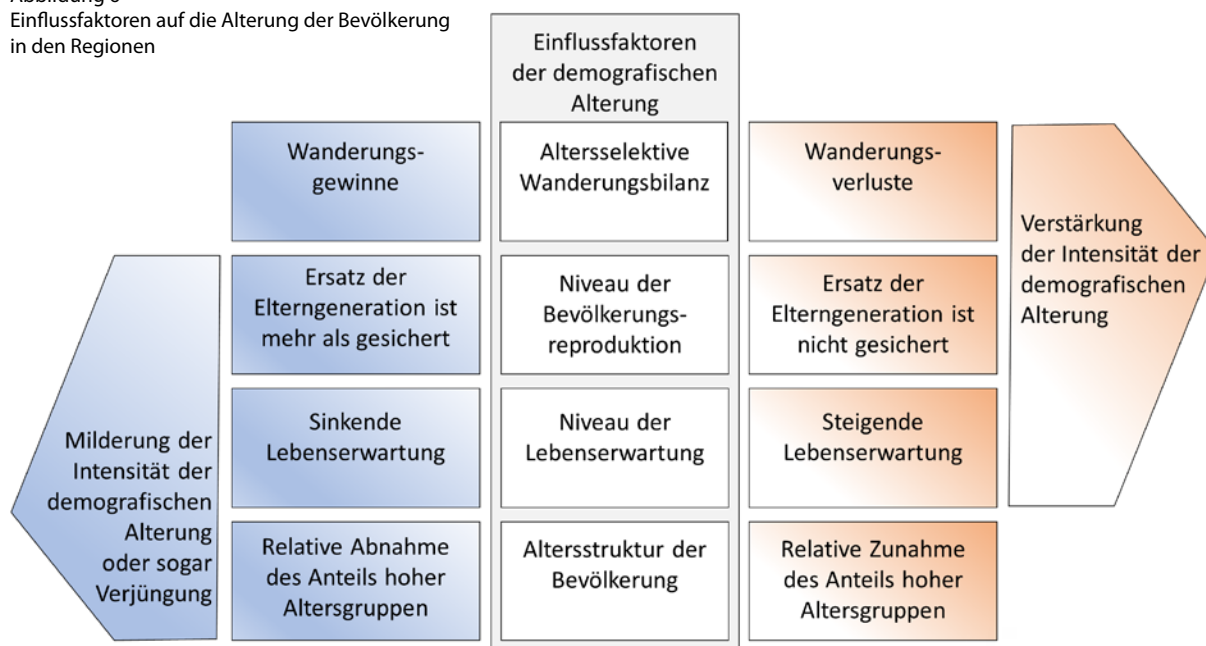 Einflussfaktoren auf die Alterung der Bevölkerung
in den Regionen
Einflussfaktoren
der demografischen
Alterung
Wanderungs-
gewinne
Altersselektive
Wanderungsbilanz
Wanderungs-
verluste
Ersatz der
Elterngeneration ist
mehr als gesichert
Niveau der
Bevölkerungs-
reproduktion
Ersatz der
Elterngeneration ist
nicht gesichert
Sinkende
Lebenserwartung
Niveau der
Lebenserwartung
Steigende
Lebenserwartung
Relative Abnahme
des Anteils hoher
Altersgruppen
Altersstruktur der
Bevölkerung
Relative Zunahme
des Anteils hoher
Altersgruppen
Milderung der
Intensität der
demografischen
Alterung
oder sogar
Verjüngung
Verstärkung
der Intensität der
demografischen
Alterung